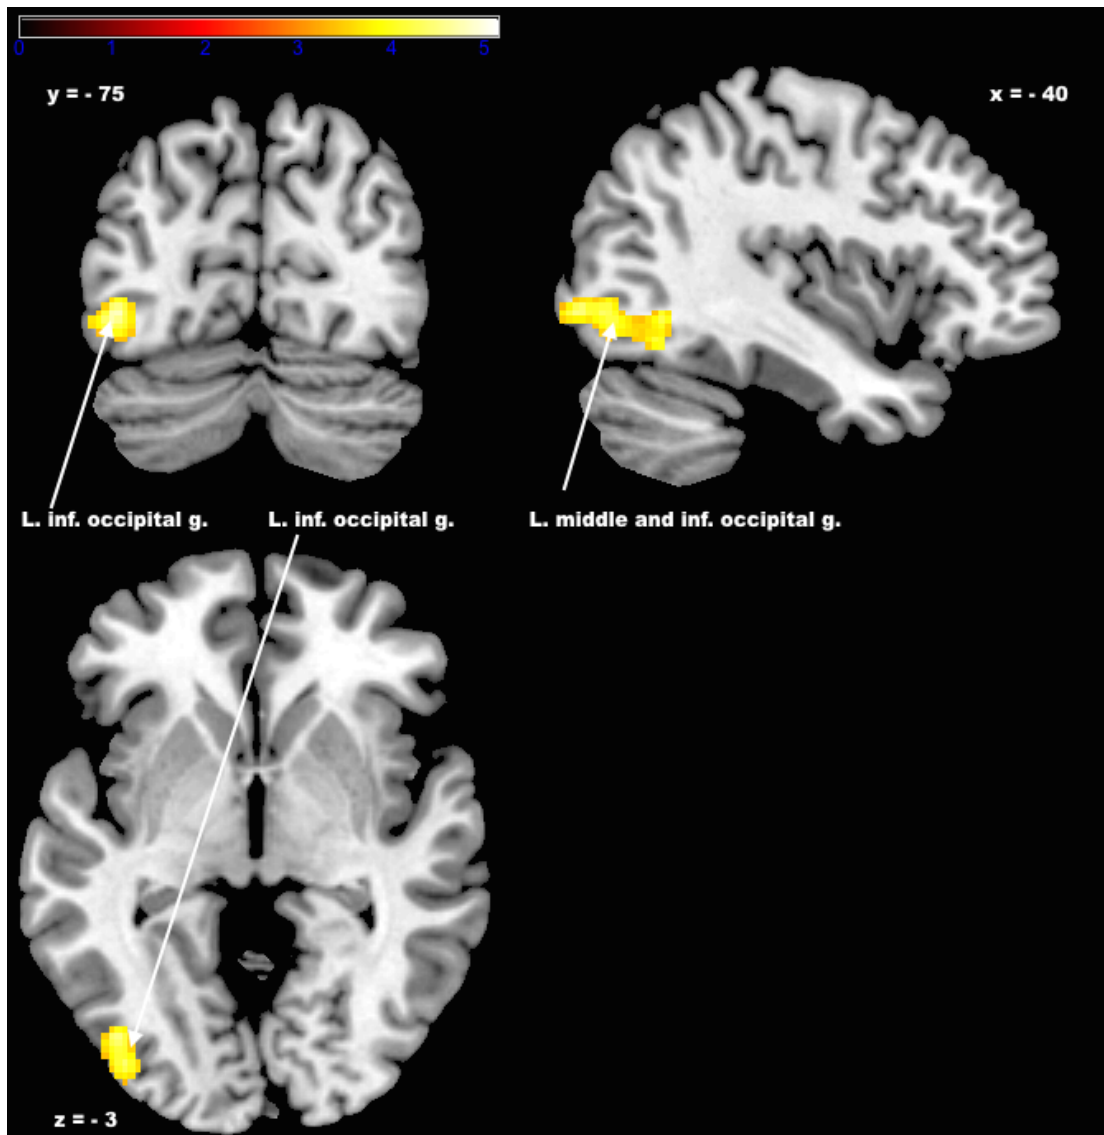 0 1 2 3 4 5
y = - 75
x = - 40
L. inf. occipital g.
L. inf. occipital g.
L. middle and inf. occipital g.
z = - 3